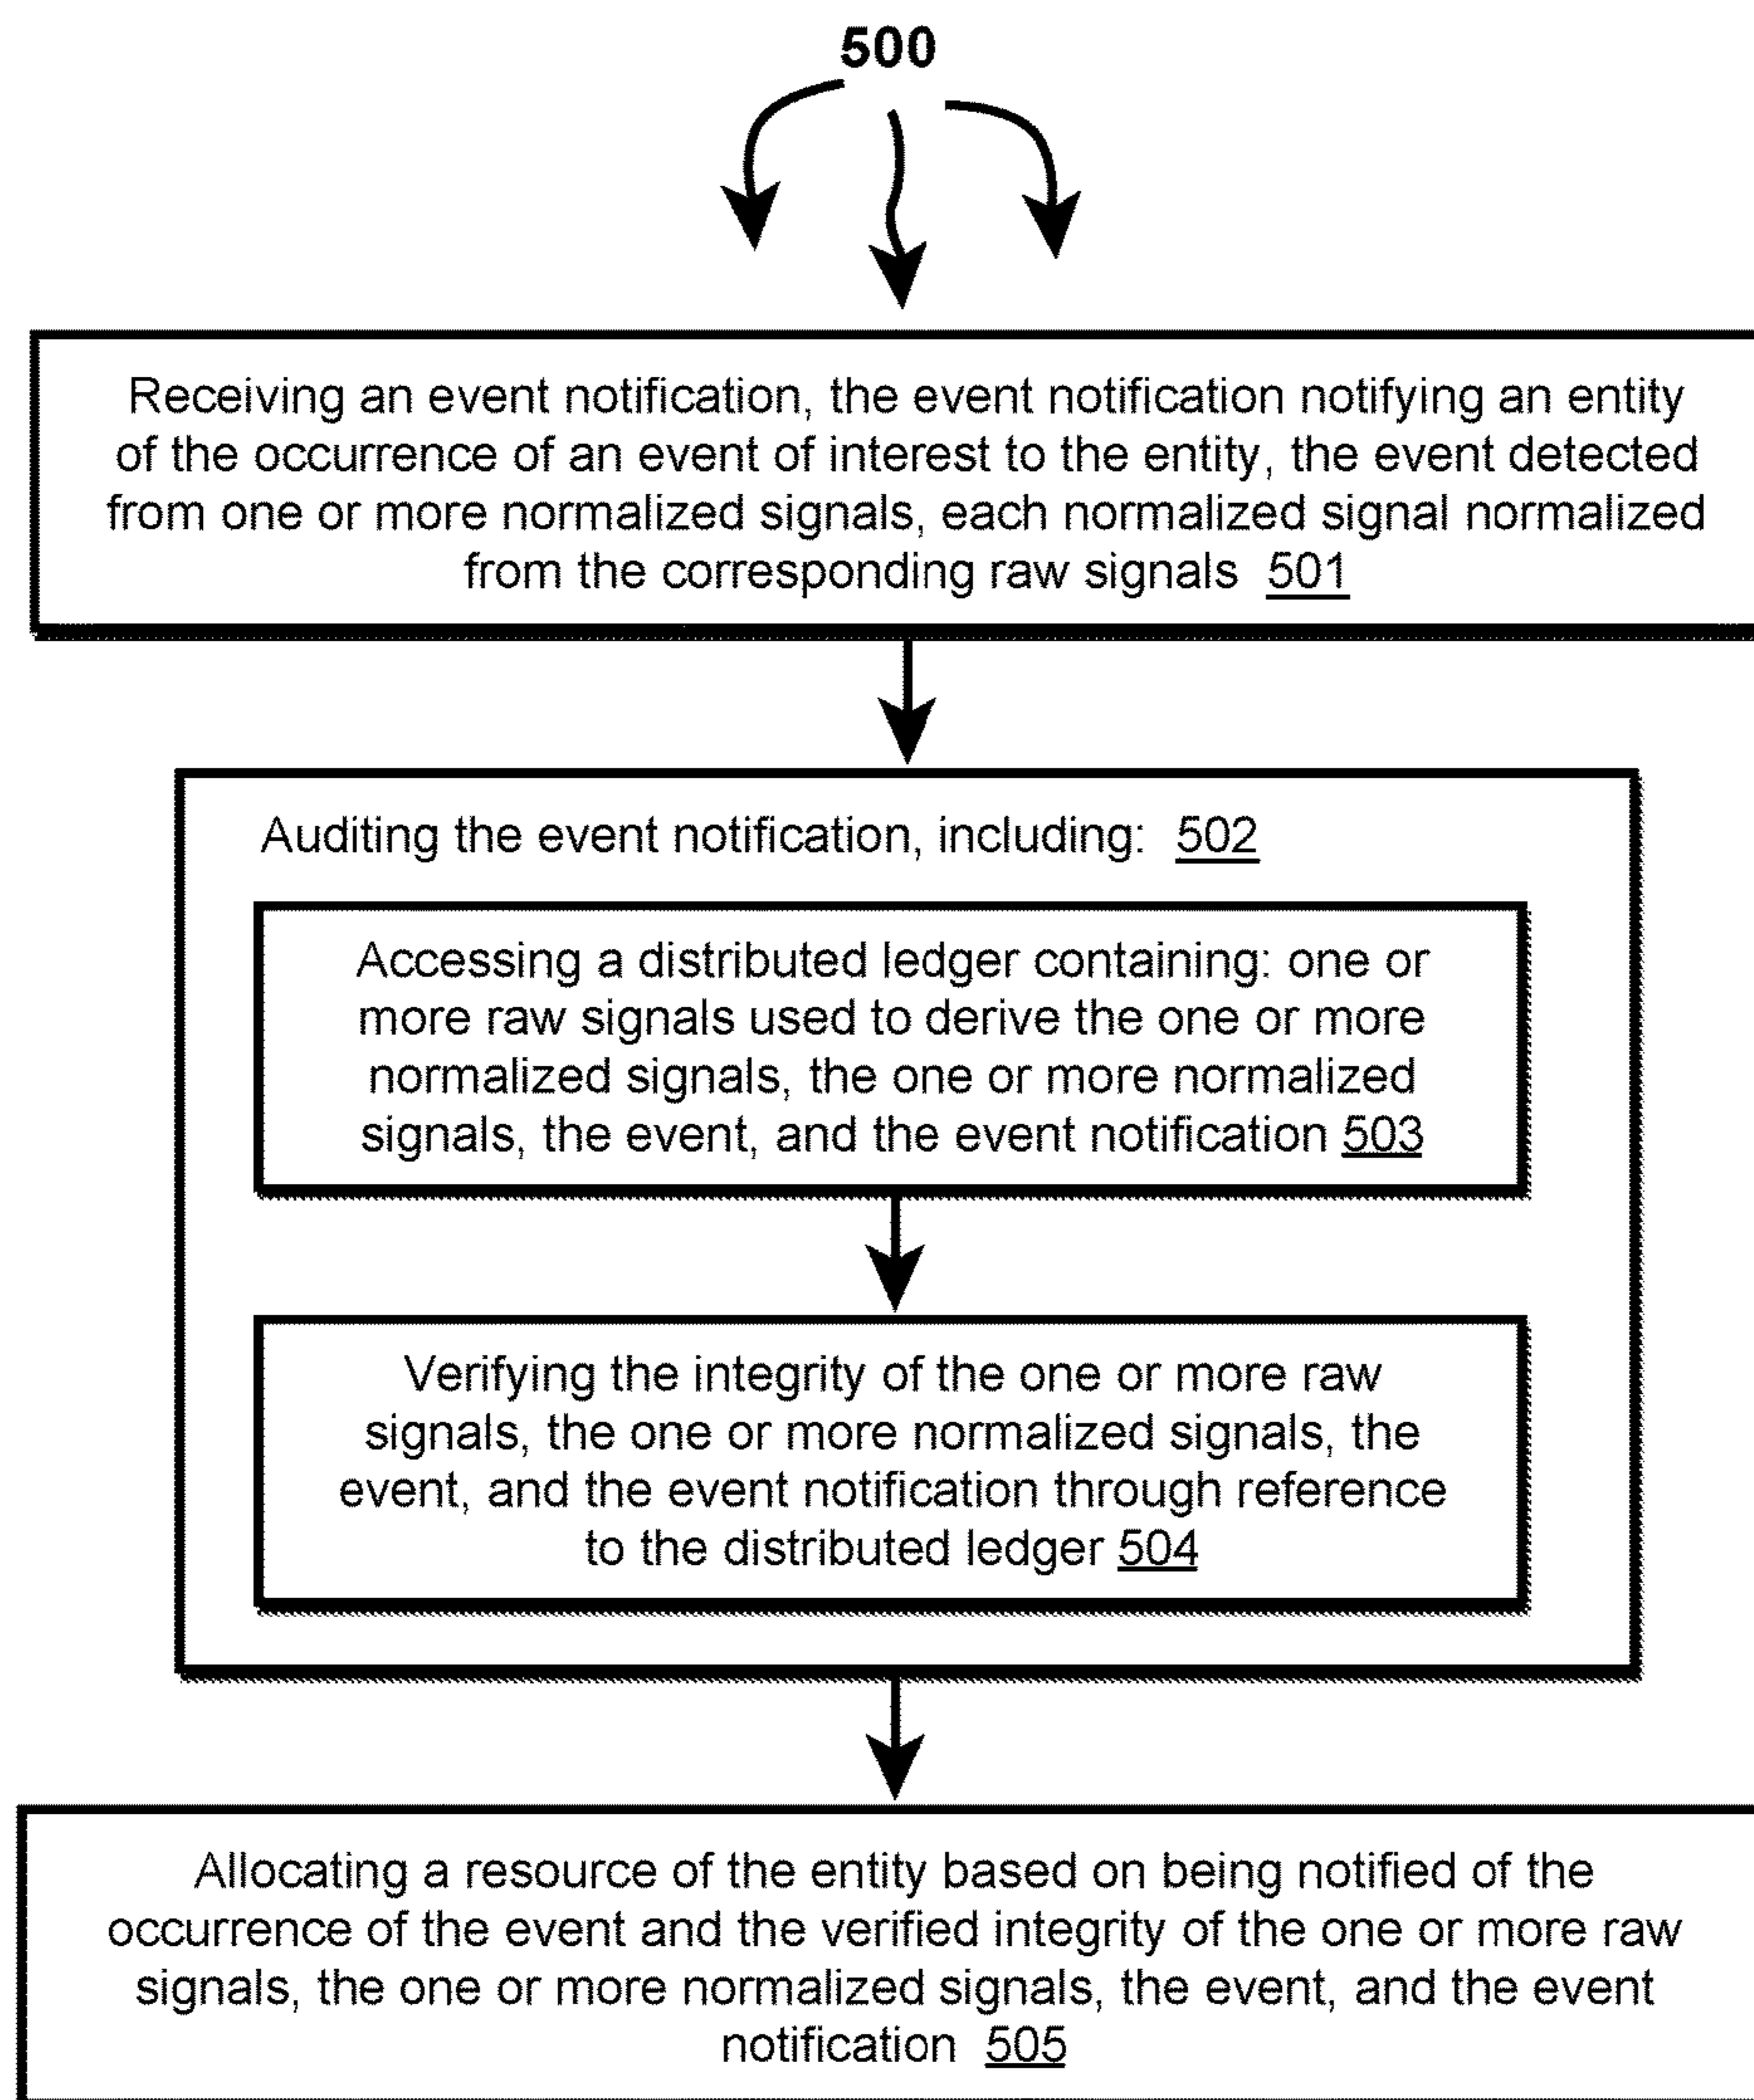 500
Receiving an event notification, the event notification notifying an entity
of the occurrence of an event of interest to the entity, the event detected
from one or more normalized signals, each normalized signal normalized
from the corresponding raw signals 501
Auditing the event notification, including: 502
Accessing a distributed ledger containing: one or
more raw signals used to derive the one or more
normalized signals, the one or more normalized
signals, the event, and the event notification 503
Verifying the integrity of the one or more raw
signals, the one or more normalized signals, the
event, and the event notification through reference
to the distributed ledger 504
Allocating a resource of the entity based on being notified of the
occurrence of the event and the verified integrity of the one or more raw
signals, the one or more normalized signals, the event, and the event
notification 505